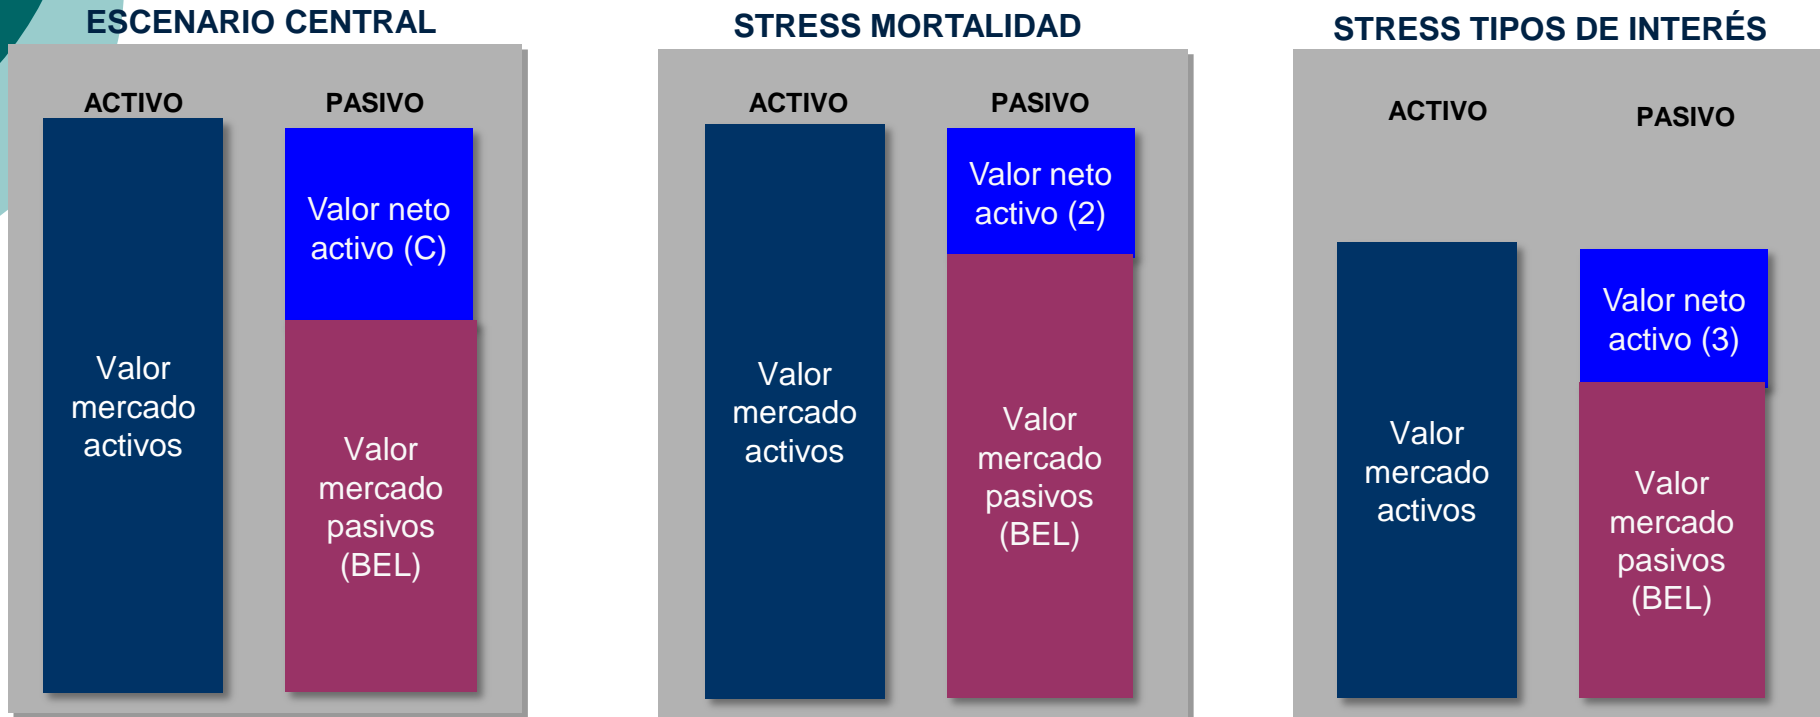 ESCENARIO CENTRAL
ACTIVO
PASIVO
Valor
mercado
activos
Valor neto
activo (C)
Valor
mercado
pasivos
(BEL)
STRESS MORTALIDAD
ACTIVO
PASIVO
Valor
mercado
activos
Valor neto
activo (2)
Valor
mercado
pasivos
(BEL)
STRESS TIPOS DE INTERÉS
ACTIVO
PASIVO
Valor
mercado
activos
Valor neto
activo (3)
Valor
mercado
pasivos
(BEL)